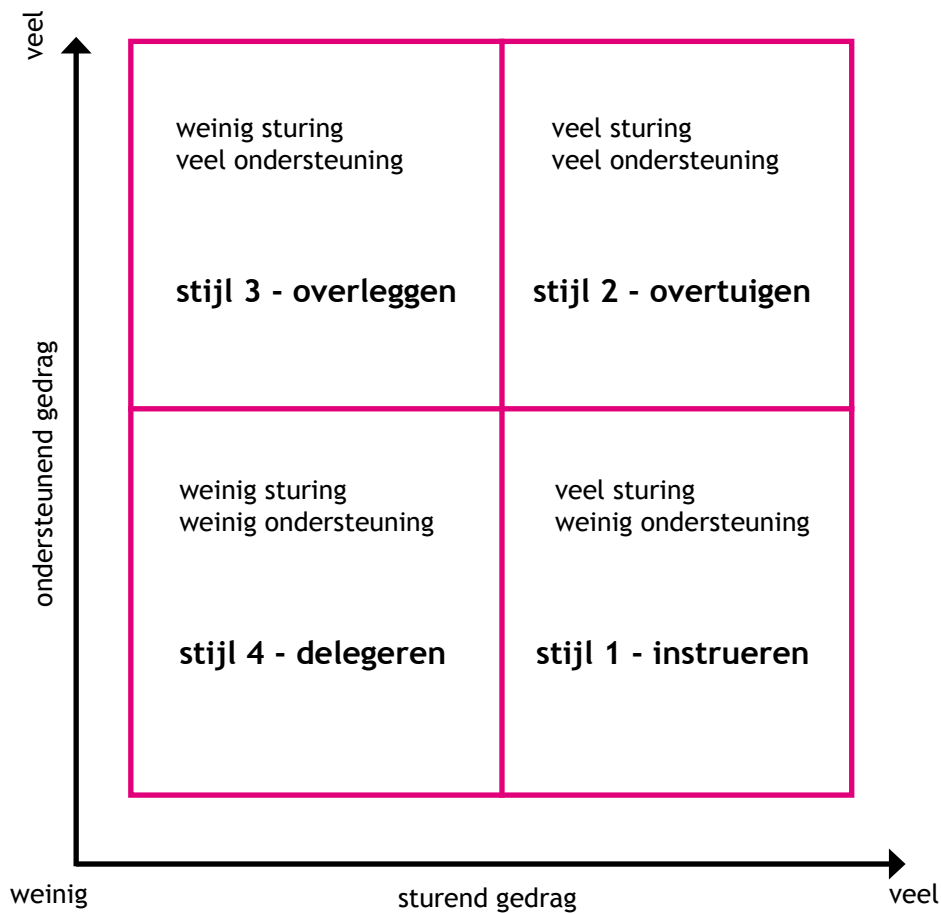 veel
weinig sturing
veel ondersteuning
stijl 3 - overleggen
veel sturing
veel ondersteuning
stijl 2 - overtuigen
ondersteunend gedrag
weinig sturing
weinig ondersteuning
stijl 4 - delegeren
veel sturing
weinig ondersteuning
stijl 1 - instrueren
weinig
sturend gedrag
veel